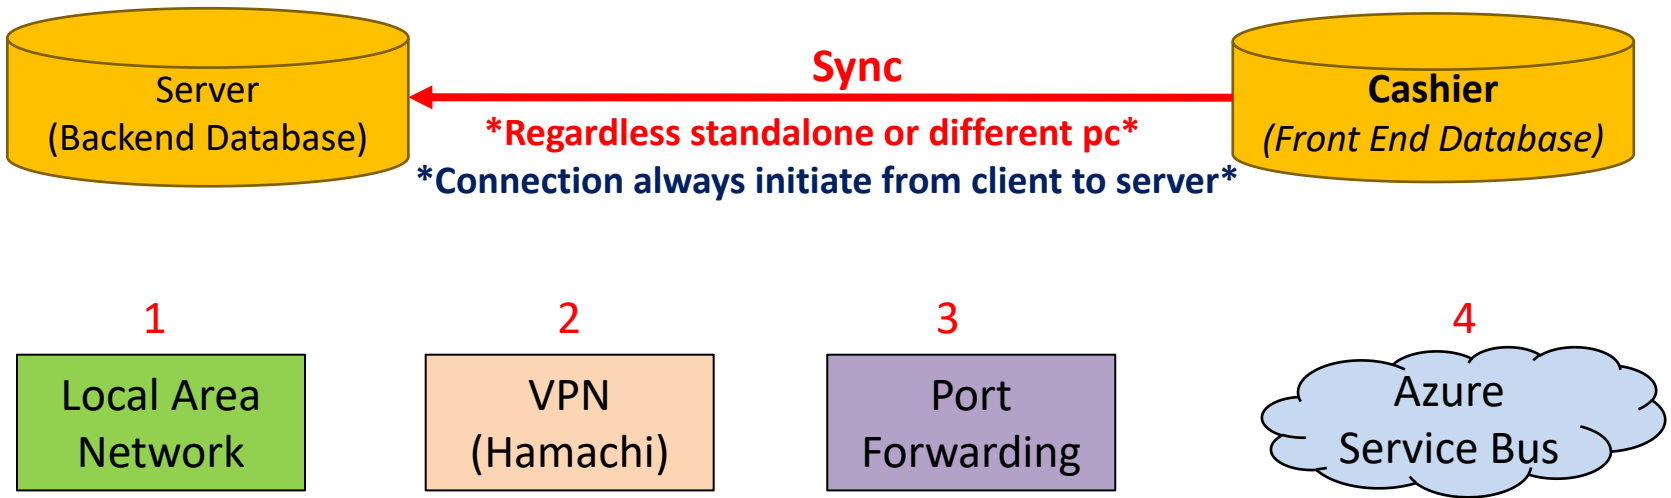 Server
(Backend Database)
Sync
*Regardless standalone or different pc*
*Connection always initiate from client to server*
Cashier
(Front End Database)
1
2
3
4
Local Area
Network
VPN
(Hamachi)
Port
Forwarding
Azure
Service Bus